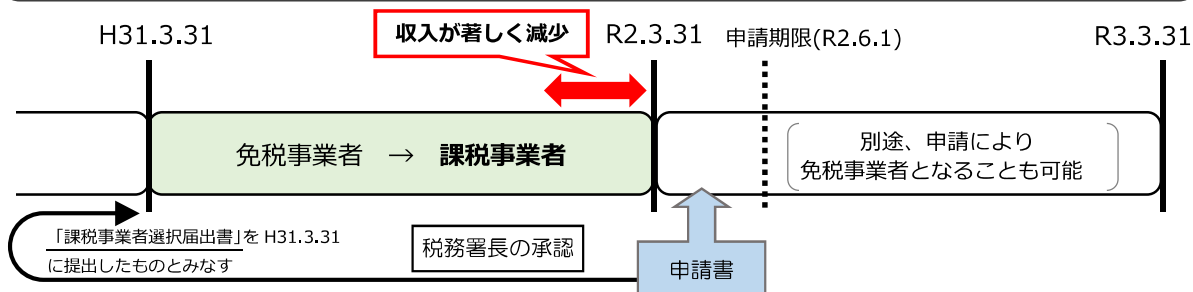 H31.3.31
収入が著しく減少
R2.3.31
申請期限(R2.6.1)
R3.3.31
免税事業者 → 課税事業者
別途、申請により
免税事業者となることも可能
「課税事業者選択届出書」を H31.3.31
に提出したものとみなす
税務署長の承認
申請書